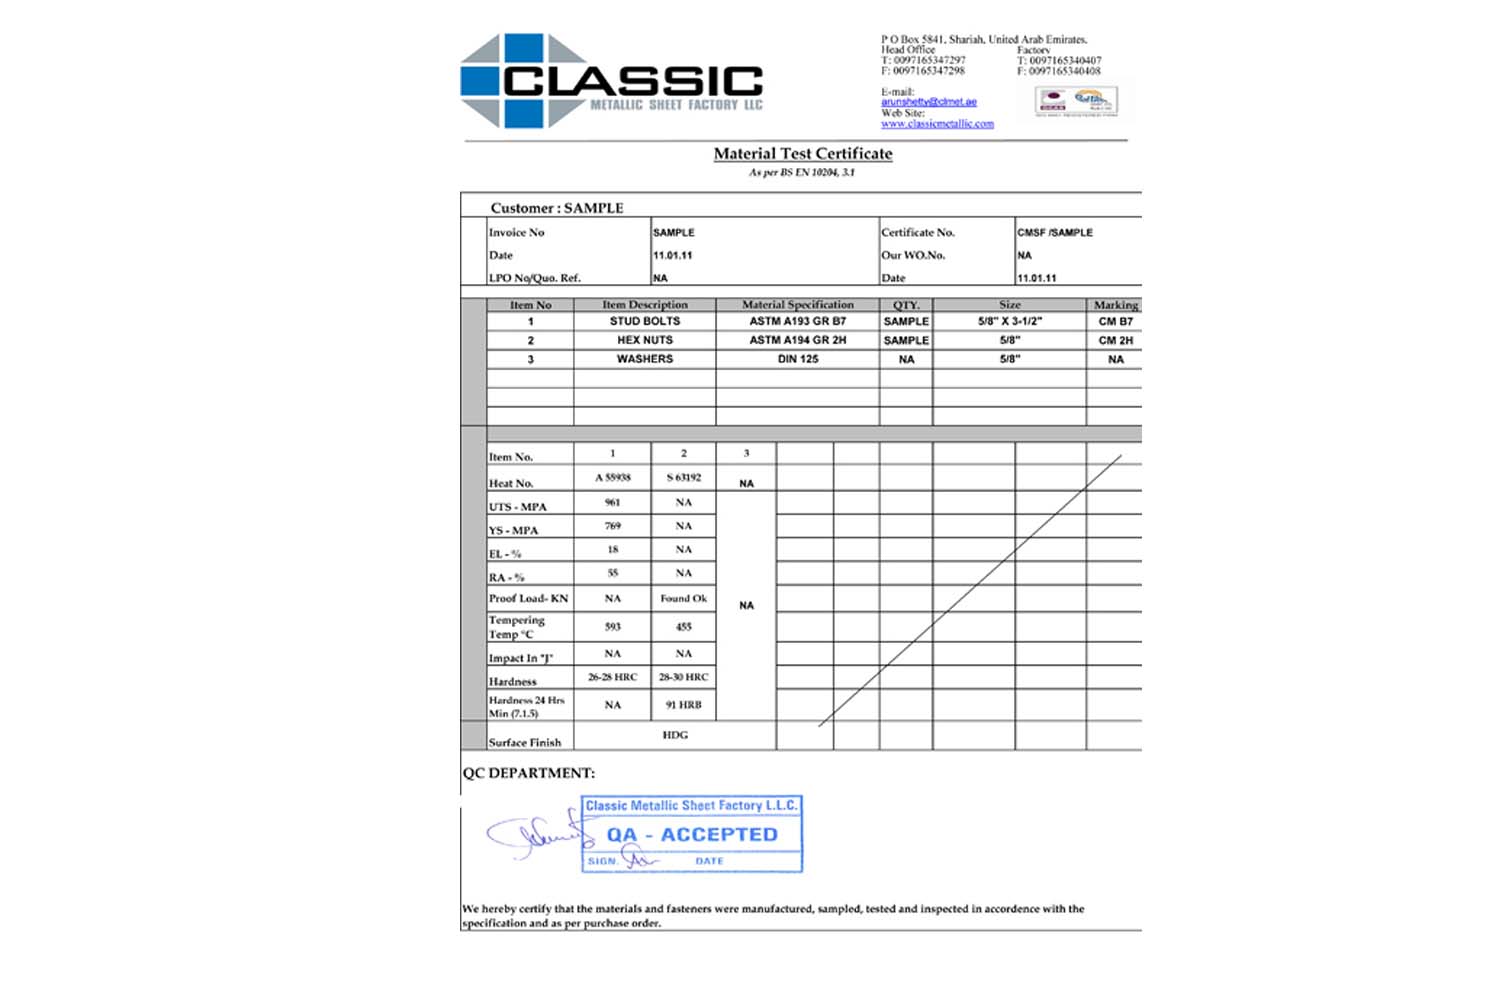 CLASSIC
METALLIC SHEET FACTORY LLC
P O Box 5841, Sharjah, United Arab Emirates.
Head Office Factory
T: 0097165347297 T: 0097165340407
F: 0097165347298 F: 0097165340408
E-mail:
arunshetty@clmet.ae
Web Site:
www.classicmetallic.com
Material Test Certificate
As per BS EN 10204, 3.1
Customer : SAMPLE
Invoice No SAMPLE Certificate No. CMSF /SAMPLE
Date 11.01.11 Our WO.No. NA
LPO No/Quo. Ref. NA Date 11.01.11
Item No Item Description Material Specification QTY. Size Marking
1 STUD BOLTS ASTM A193 GR B7 SAMPLE 5/8" X 3-1/2" CM B7
2 HEX NUTS ASTM A194 GR 2H SAMPLE 5/8" CM 2H
3 WASHERS DIN 125 NA 5/8" NA
Item No. 1 2 3
Heat No. A 55938 S 63192 NA
UTS - MPA 961 NA
YS - MPA 769 NA
EL - % 18 NA
RA - % 55 NA
Proof Load- KN NA Found Ok NA
Tempering
Temp °C 593 455
Impact In "J" NA NA
Hardness 26-28 HRC 28-30 HRC
Hardness 24 Hrs
Min (7.1.5) NA 91 HRB
Surface Finish HDG
QC DEPARTMENT:
Classic Metallic Sheet Factory L.L.C.
QA - ACCEPTED
SIGN. DATE
We hereby certify that the materials and fasteners were manufactured, sampled, tested and inspected in accordance with the
specification and as per purchase order.